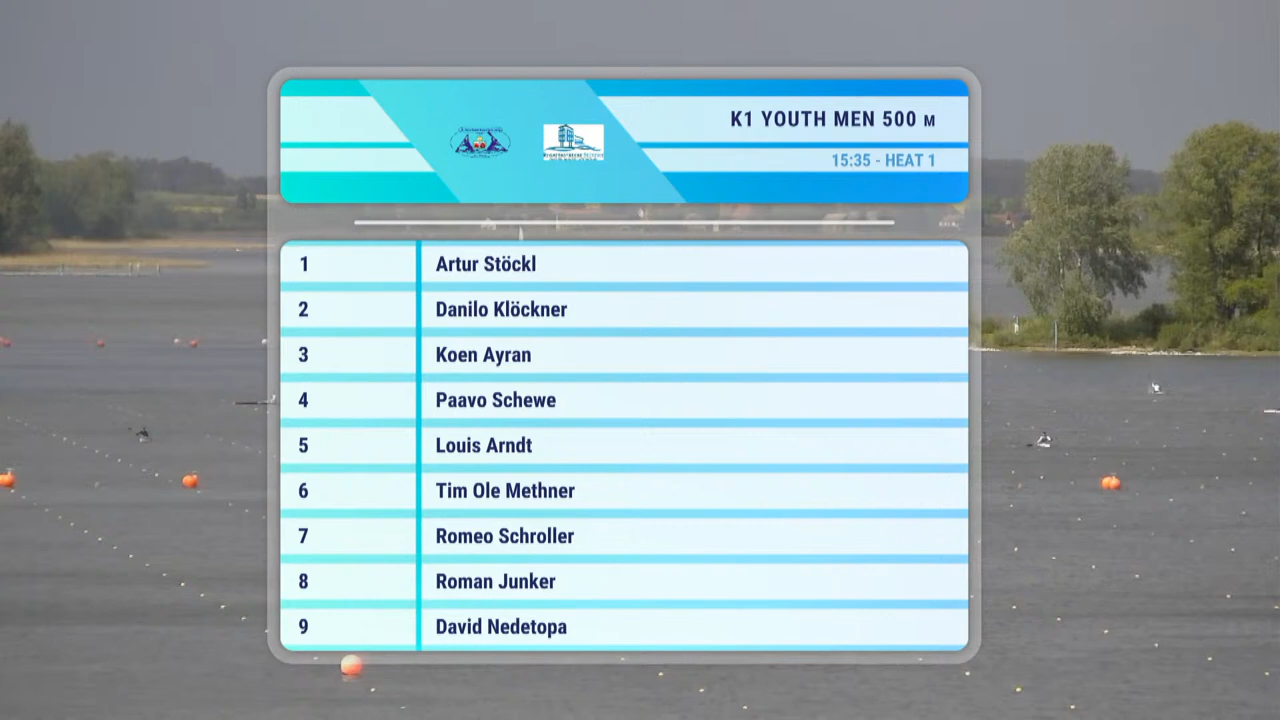 K1 YOUTH MEN 500 M
15:35 - HEAT 1
1 Artur Stöckl
2 Danilo Klöckner
3 Koen Ayran
4 Paavo Schewe
5 Louis Arndt
6 Tim Ole Methner
7 Romeo Schroller
8 Roman Junker
9 David Nedetopa